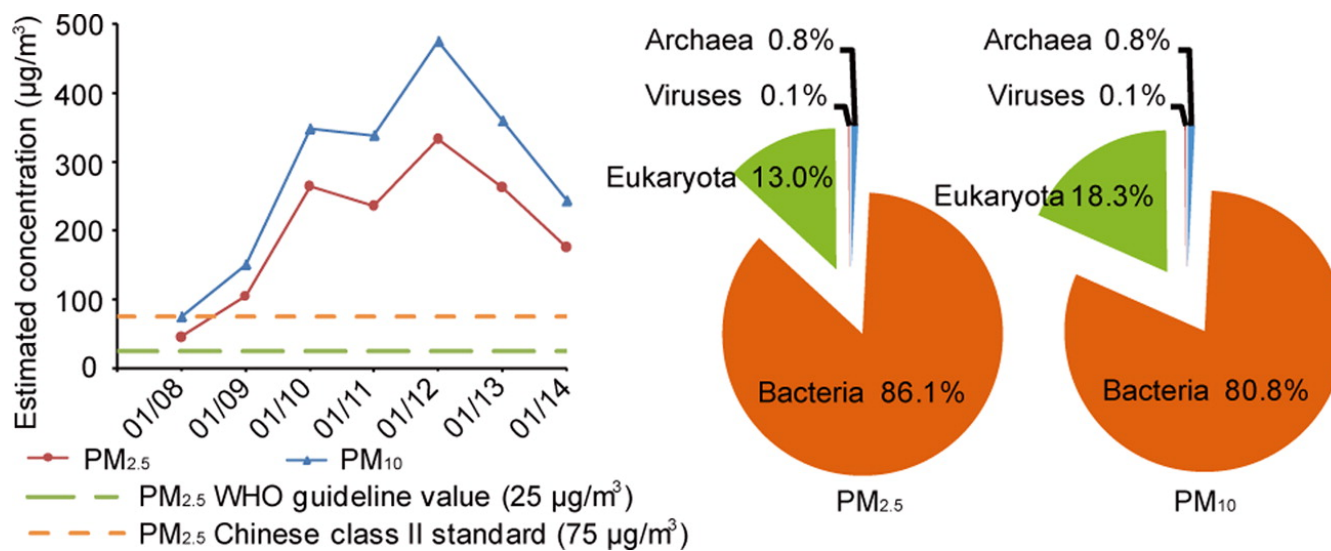 Estimated concentration (µg/m³)
500
400
300
200
100
0
01/08
01/09
01/10
01/11
01/12
01/13
01/14
PM₂.₅
PM₁₀
PM₂.₅ WHO guideline value (25 µg/m³)
PM₂.₅ Chinese class II standard (75 µg/m³)
Archaea 0.8%
Viruses 0.1%
Eukaryota 13.0%
Bacteria 86.1%
PM₂.₅
Archaea 0.8%
Viruses 0.1%
Eukaryota 18.3%
Bacteria 80.8%
PM₁₀